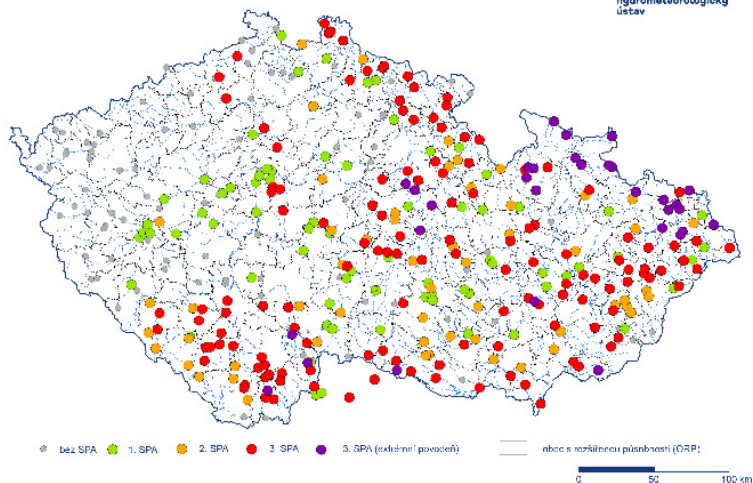 hydrometeorologický
ústav
bez SPA 1. SPA 2. SPA 3. SPA 3. SPA (extrémní povodeň) obce s rozšířenou působností (ORP)
0 50 100 km